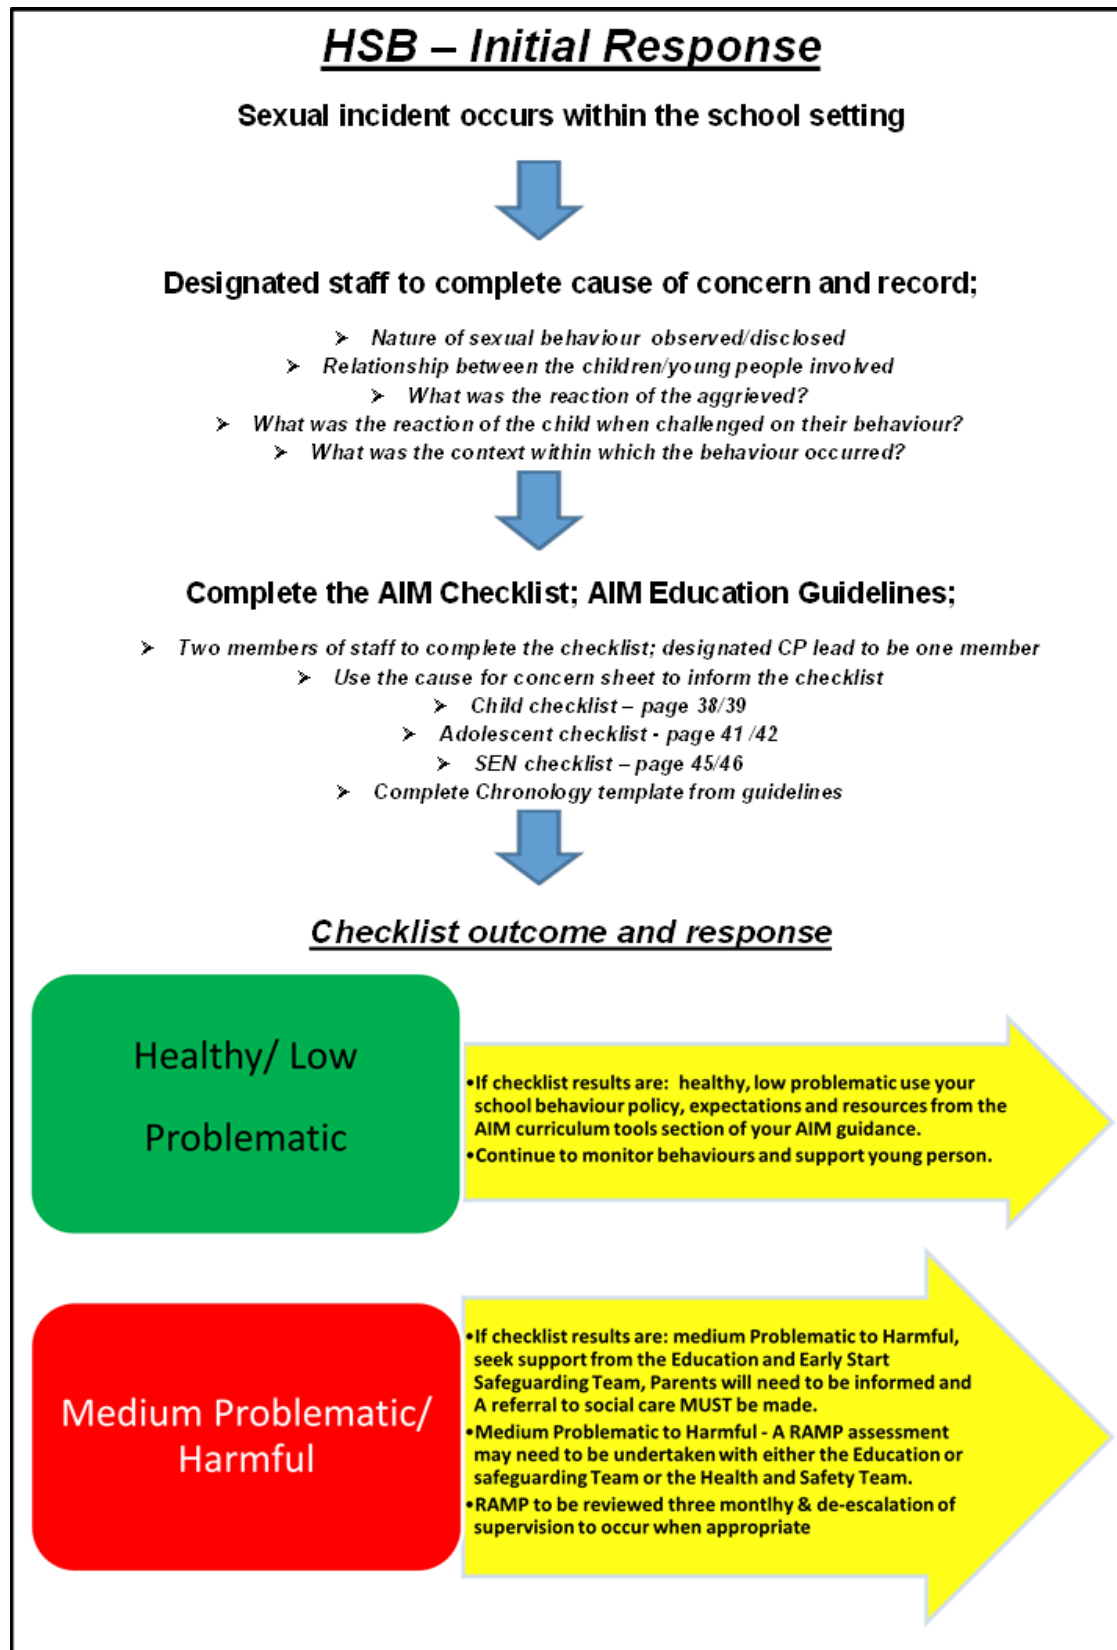 HSB – Initial Response
Sexual incident occurs within the school setting
Designated staff to complete cause of concern and record;
➢ Nature of sexual behaviour observed/disclosed
➢ Relationship between the children/young people involved
➢ What was the reaction of the aggrieved?
➢ What was the reaction of the child when challenged on their behaviour?
➢ What was the context within which the behaviour occurred?
Complete the AIM Checklist; AIM Education Guidelines;
➢ Two members of staff to complete the checklist; designated CP lead to be one member
➢ Use the cause for concern sheet to inform the checklist
➢ Child checklist – page 38/39
➢ Adolescent checklist - page 41 /42
➢ SEN checklist – page 45/46
➢ Complete Chronology template from guidelines
Checklist outcome and response
Healthy/ Low
Problematic
•If checklist results are: healthy, low problematic use your
school behaviour policy, expectations and resources from the
AIM curriculum tools section of your AIM guidance.
•Continue to monitor behaviours and support young person.
Medium Problematic/
Harmful
•If checklist results are: medium Problematic to Harmful,
seek support from the Education and Early Start
Safeguarding Team, Parents will need to be informed and
A referral to social care MUST be made.
•Medium Problematic to Harmful - A RAMP assessment
may need to be undertaken with either the Education or
safeguarding Team or the Health and Safety Team.
•RAMP to be reviewed three montlhy & de-escalation of
supervision to occur when appropriate